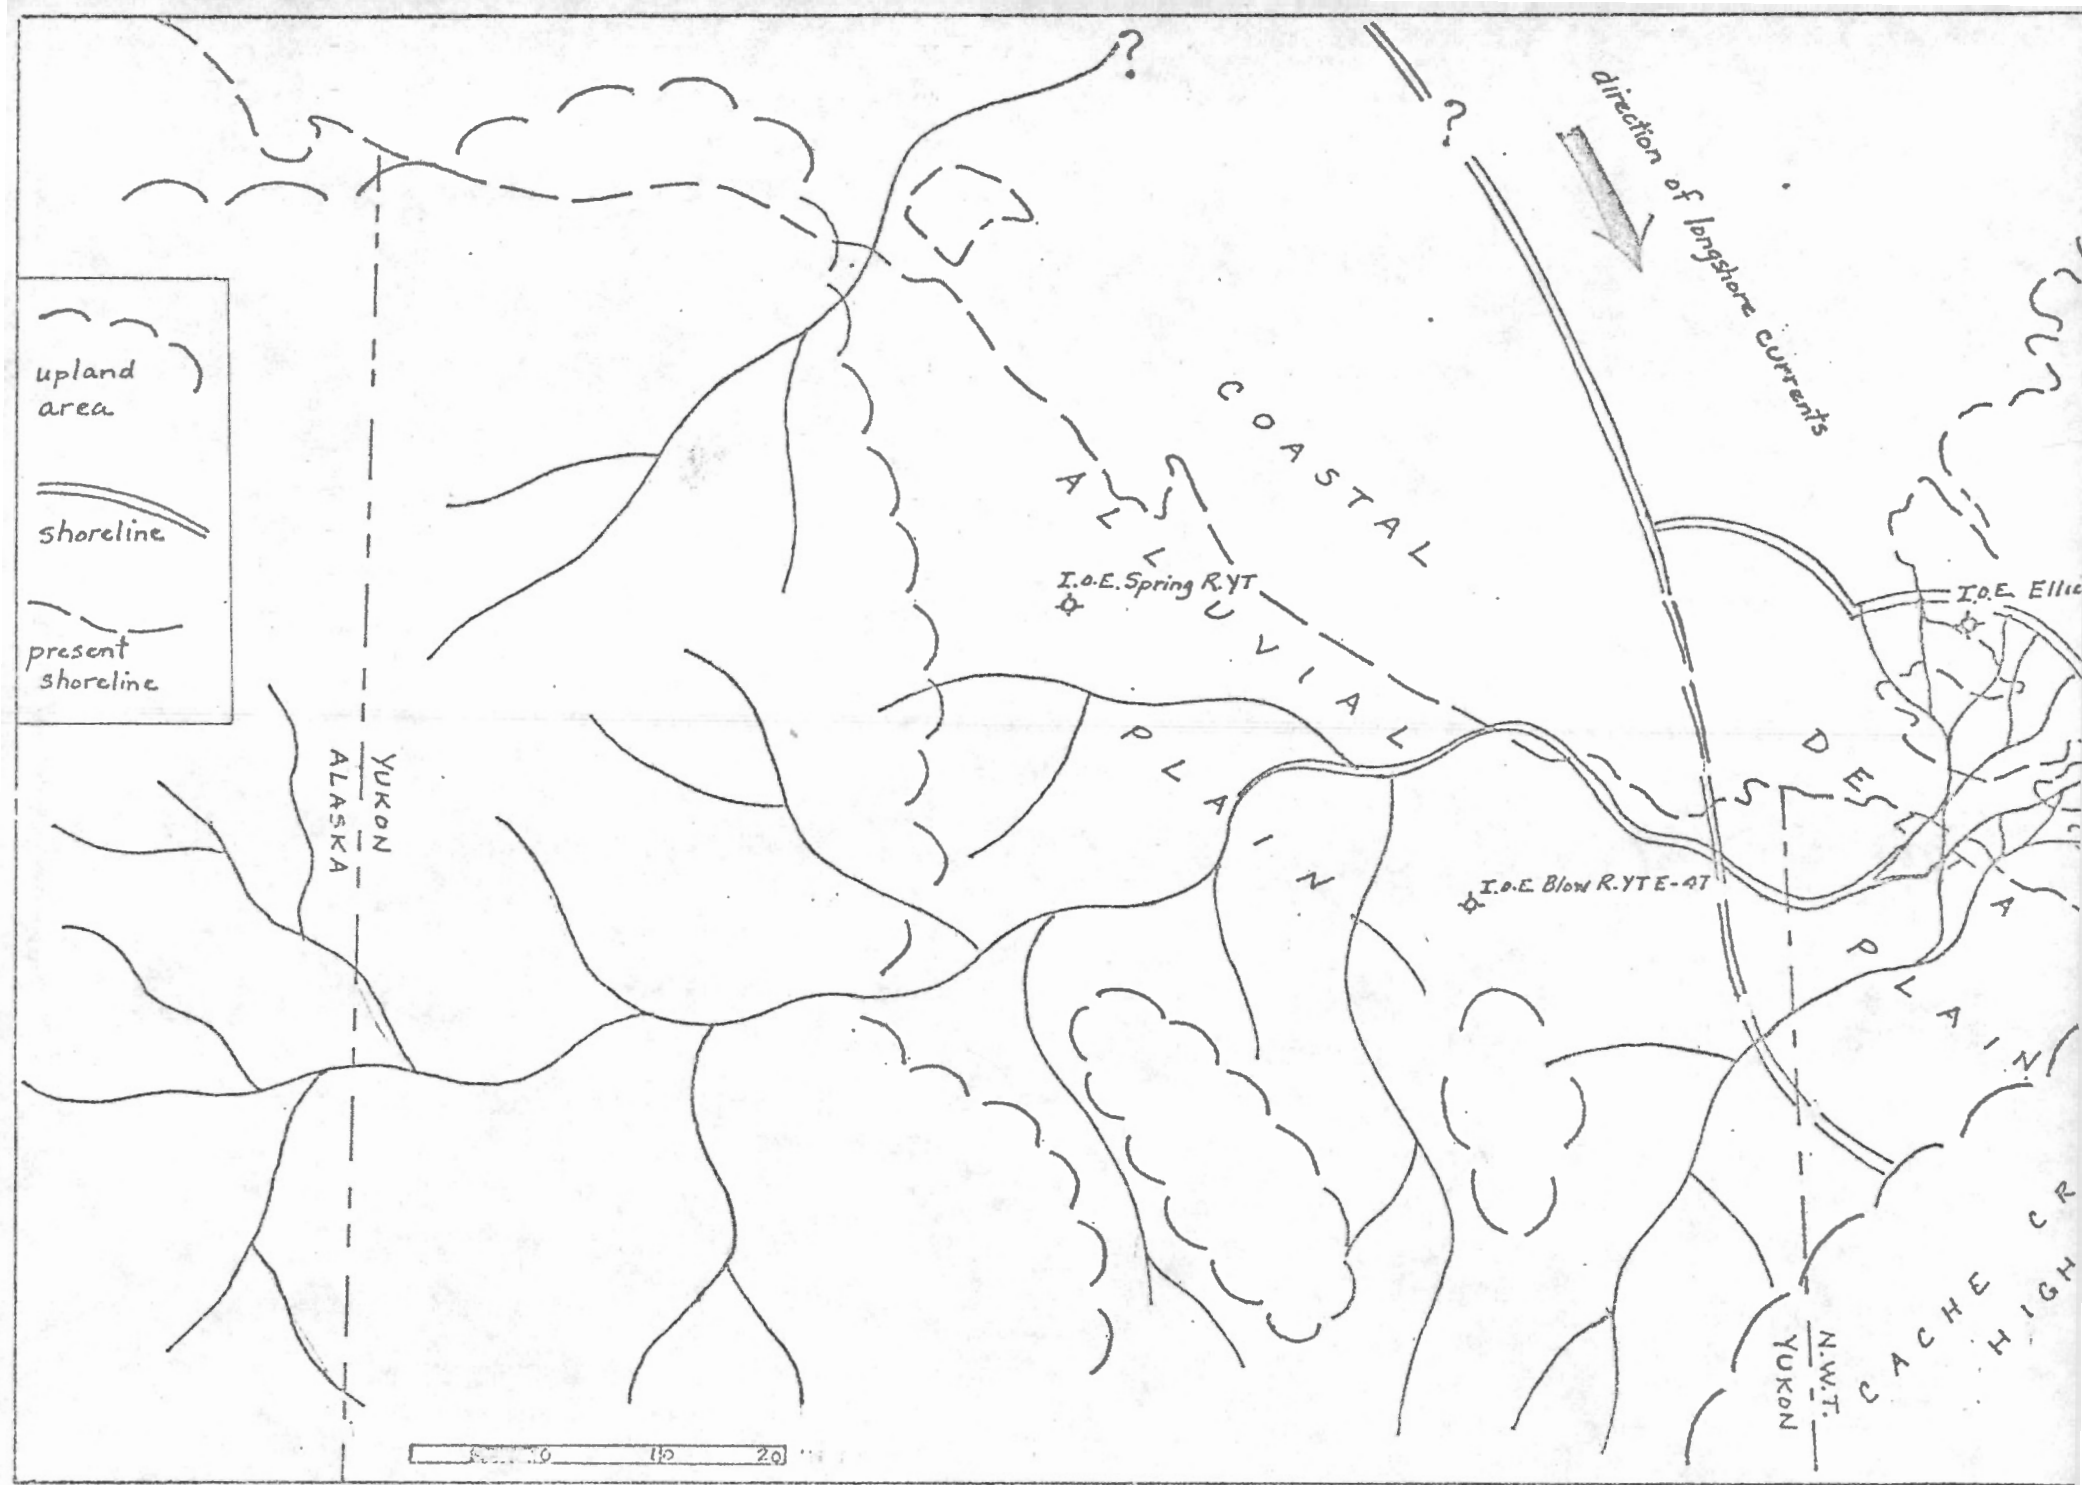 ?
?
direction of longshore currents
upland
area
shoreline
present
shoreline
COASTAL
ALLUVIAL
PLAIN
I.O.E. Spring R. YT
I.O.E.
YUKON
ALASKA
DELTA
PLAIN
I.O.E. Blow R. YT E-47
CACHE CR
HIGH
N.W.T.
YUKON
0 10 20